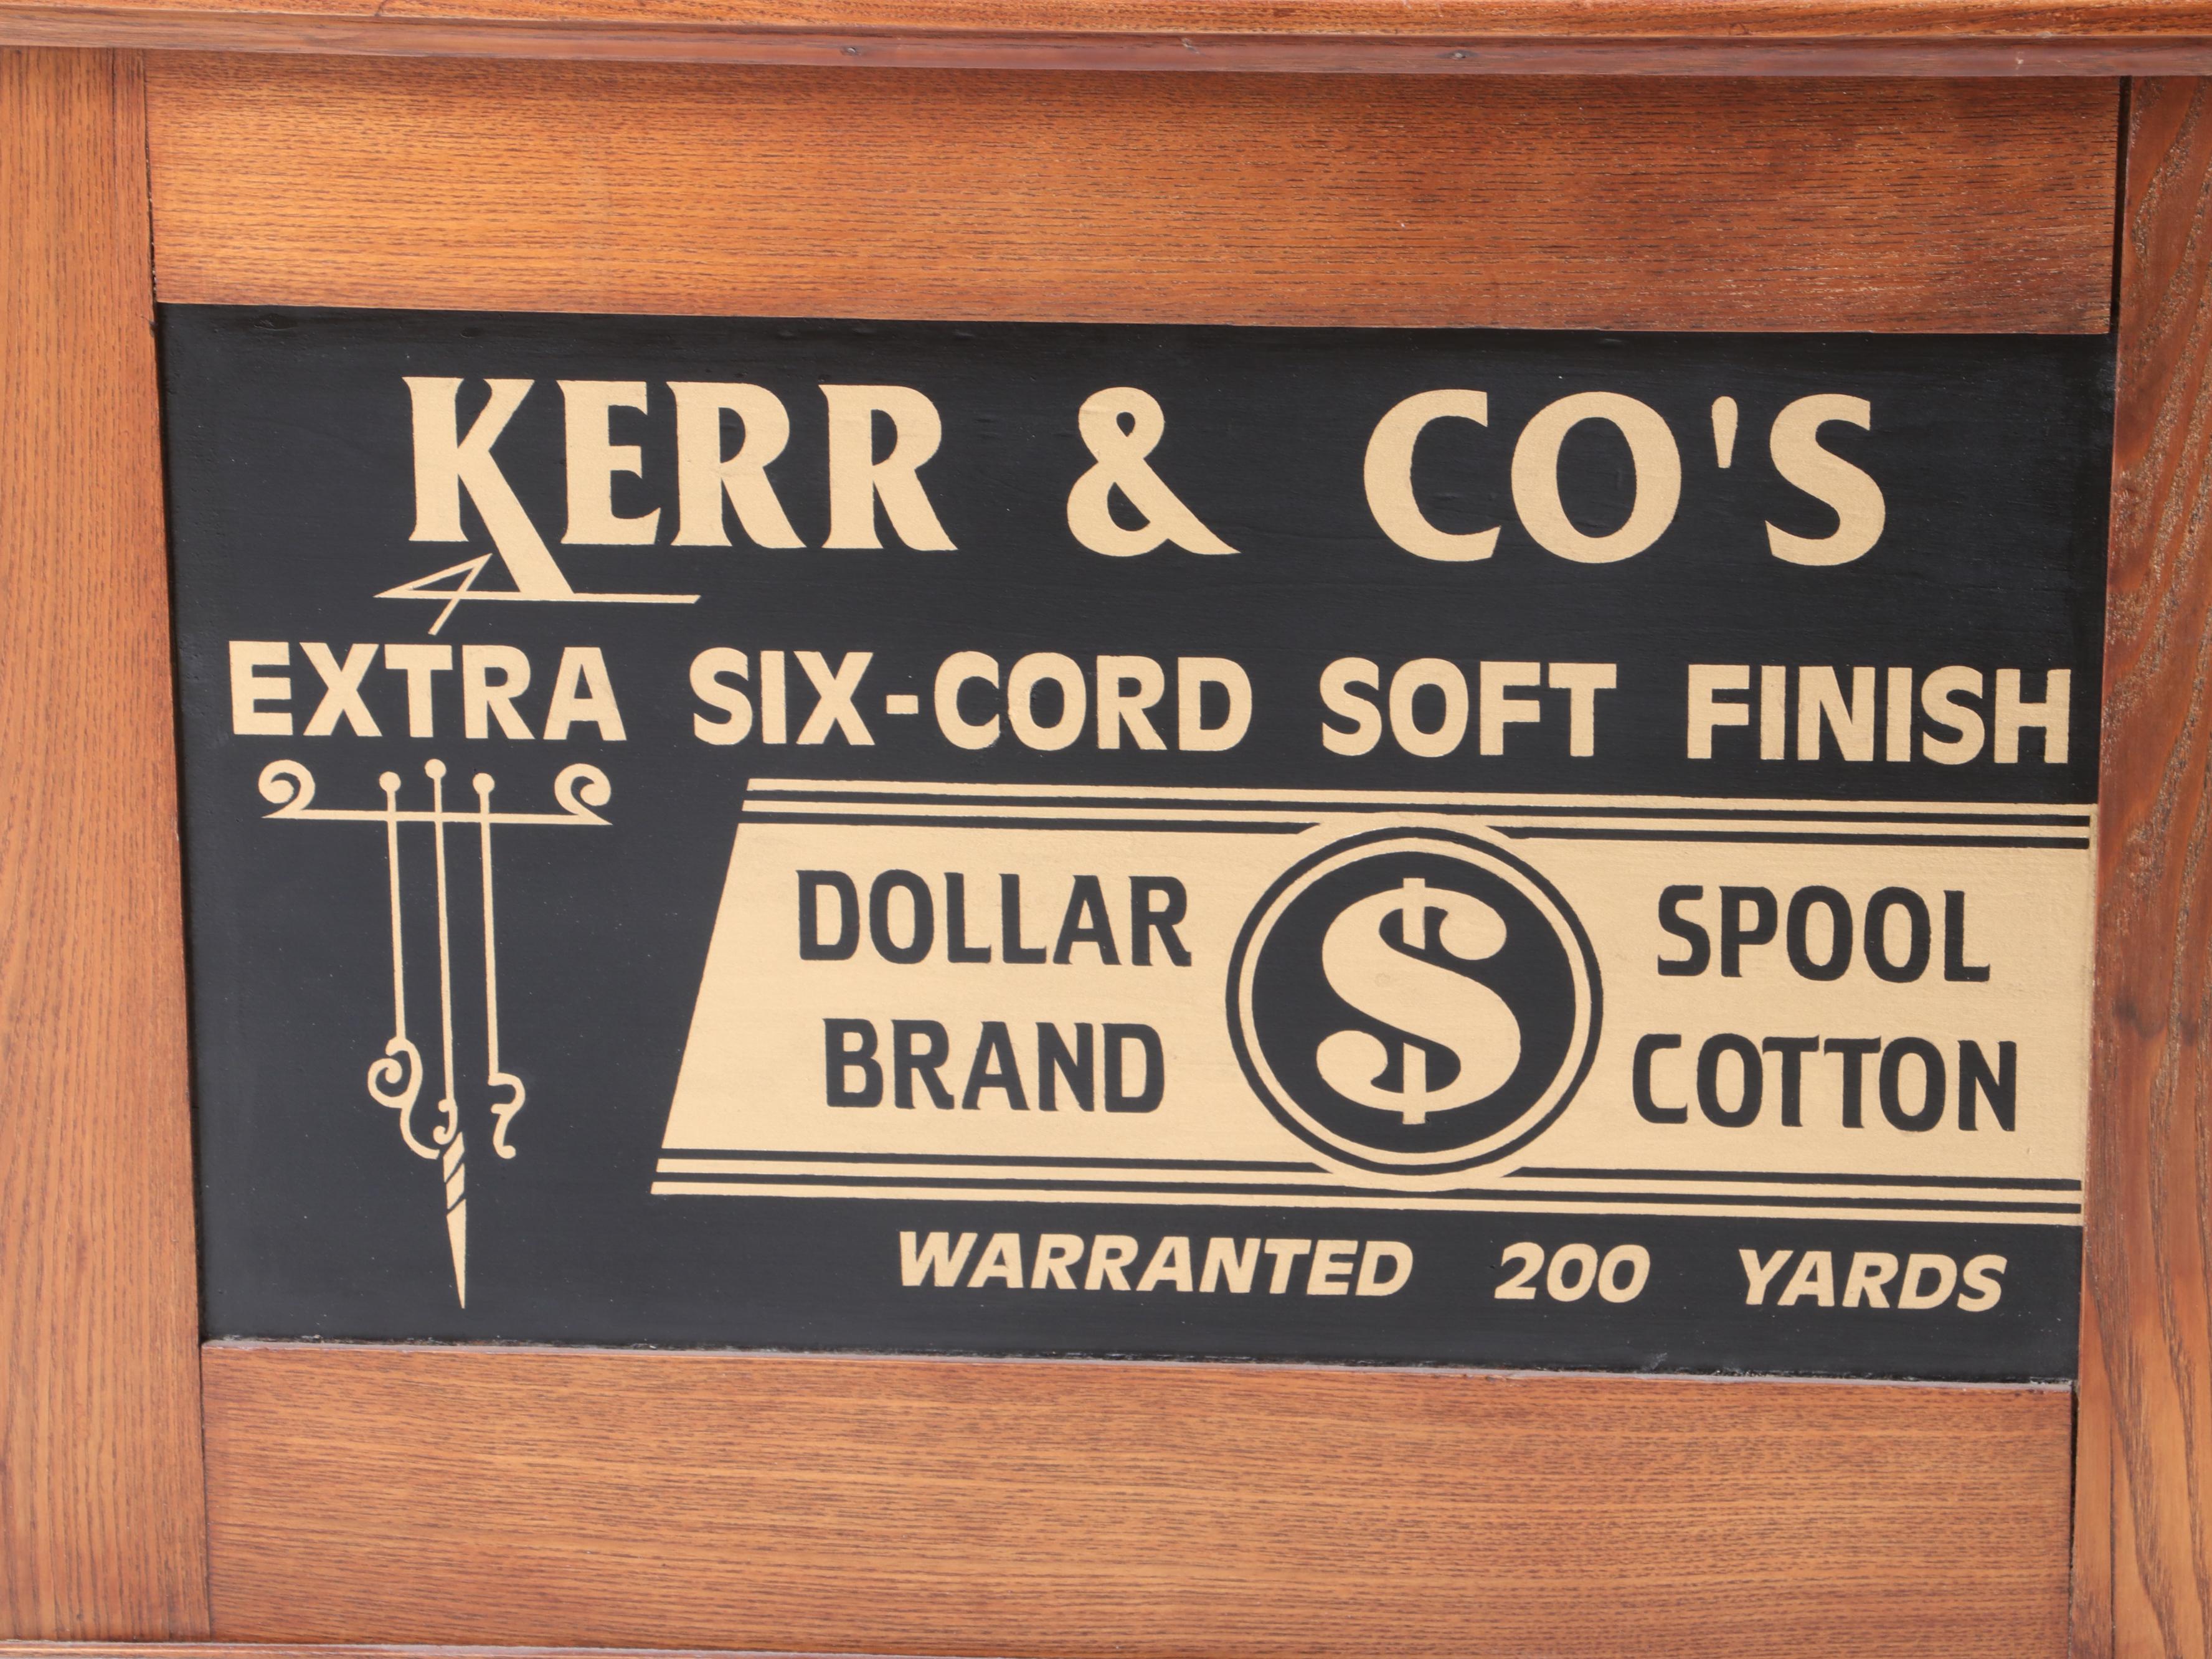 KERR & CO'S
EXTRA SIX-CORD SOFT FINISH
DOLLAR BRAND $ SPOOL COTTON
WARRANTED 200 YARDS